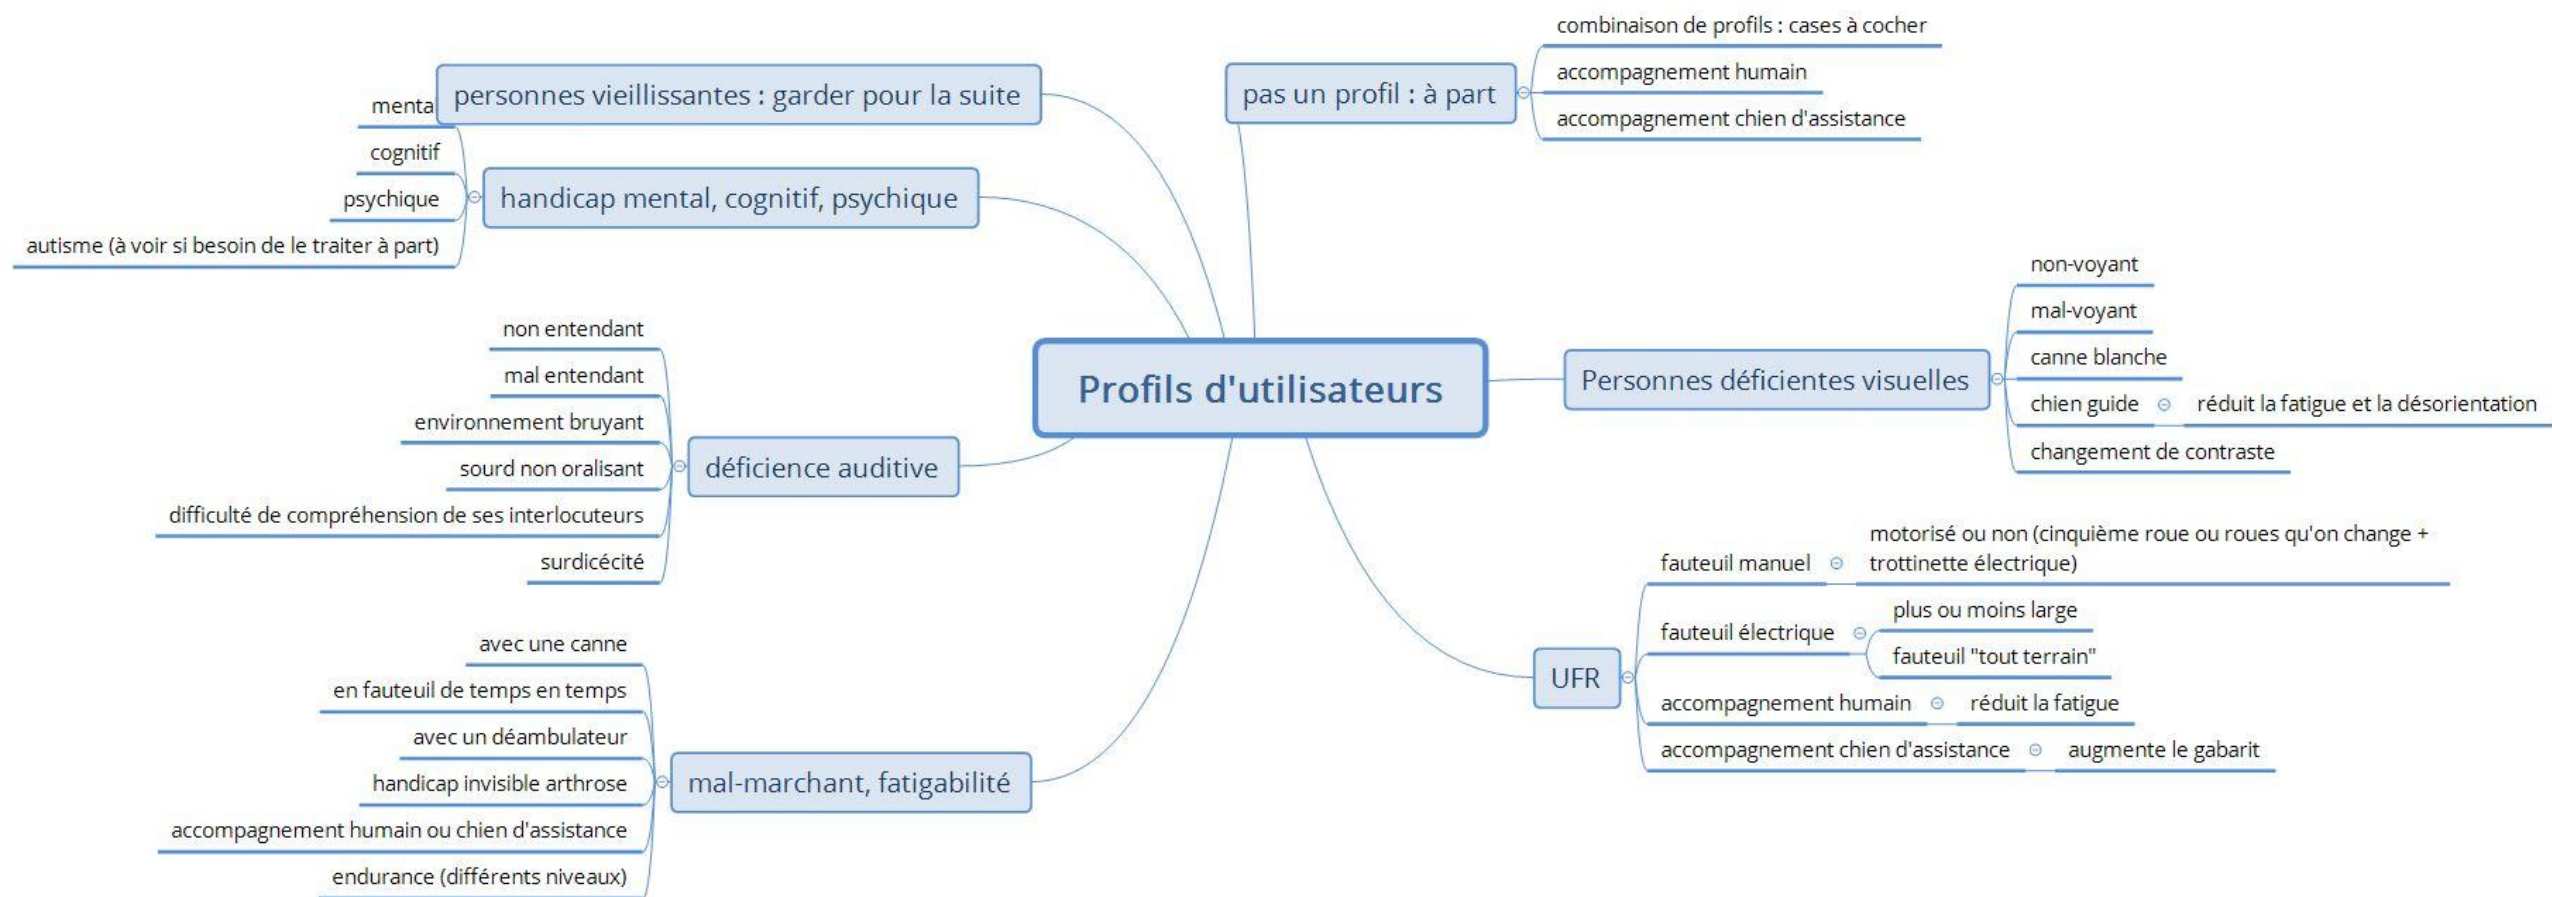 Profils d'utilisateurs
pas un profil : à part
combinaison de profils : cases à cocher
accompagnement humain
accompagnement chien d'assistance
Personnes déficientes visuelles
non-voyant
mal-voyant
canne blanche
chien guide
réduit la fatigue et la désorientation
changement de contraste
UFR
fauteuil manuel
motorisé ou non (cinquième roue ou roues qu'on change +
trottinette électrique)
fauteuil électrique
plus ou moins large
fauteuil "tout terrain"
accompagnement humain
réduit la fatigue
accompagnement chien d'assistance
augmente le gabarit
personnes vieillissantes : garder pour la suite
handicap mental, cognitif, psychique
menta
cognitif
psychique
autisme (à voir si besoin de le traiter à part)
déficience auditive
non entendant
mal entendant
environnement bruyant
sourd non oralisant
difficulté de compréhension de ses interlocuteurs
surdicécité
mal-marchant, fatigabilité
avec une canne
en fauteuil de temps en temps
avec un déambulateur
handicap invisible arthrose
accompagnement humain ou chien d'assistance
endurance (différents niveaux)